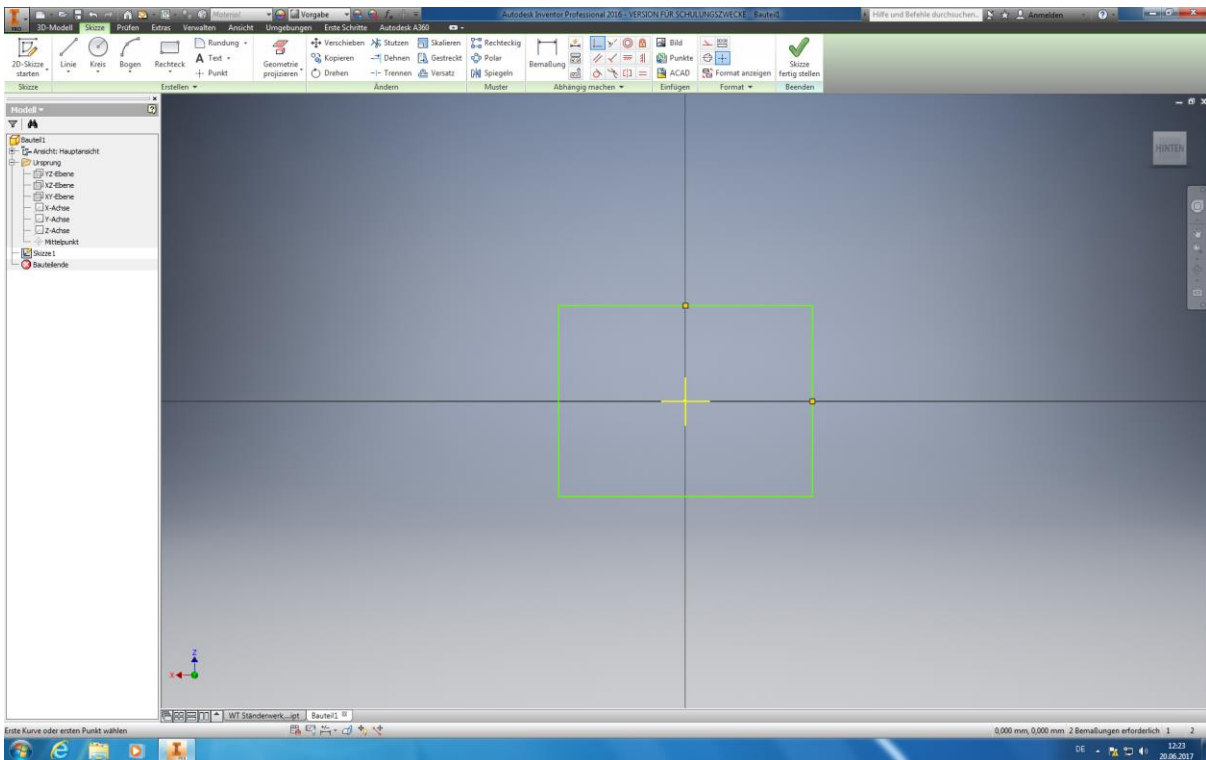 Material Vorgabe Autodesk Inventor Professional 2016 - VERSION FÜR SCHULUNGSZWECKE Bauteil1 Hilfe und Befehle durchsuchen... Anmelden
3D-Modell Skizze Prüfen Extras Verwalten Ansicht Umgebungen Erste Schritte Autodesk A360
Rundung Verschieben Stutzen Skalieren Rechteckig Bild
2D-Skizze starten Linie Kreis Bogen Rechteck Text Geometrie projizieren Kopieren Dehnen Gestreckt Polar Bemaßung Punkte Skizze fertig stellen
Punkt Drehen Trennen Versatz Spiegeln ACAD Format anzeigen
Skizze Erstellen Ändern Muster Abhängig machen Einfügen Format Beenden
Modell
Bauteil1
Ansicht: Hauptansicht
Ursprung
YZ-Ebene
XZ-Ebene
XY-Ebene
X-Achse
Y-Achse
Z-Achse
Mittelpunkt
Skizze1
Bauteilende
HINTEN
Z
X
WT Ständerwerk,...ipt Bauteil1
Erste Kurve oder ersten Punkt wählen 0,000 mm, 0,000 mm 2 Bemaßungen erforderlich 1 2
DE 12:23
20.06.2017